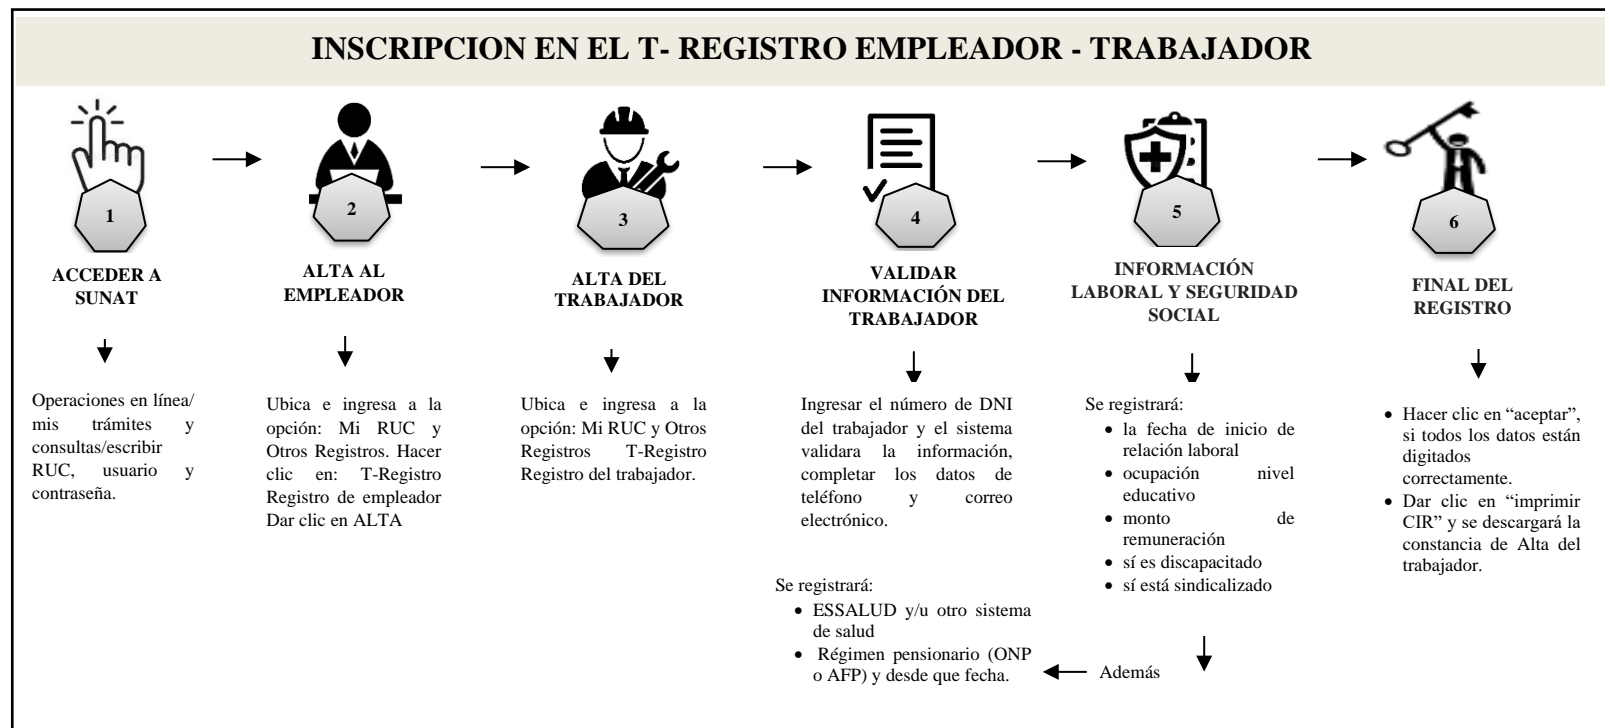 INSCRIPCION EN EL T- REGISTRO EMPLEADOR - TRABAJADOR
1
ACCEDER A
SUNAT
Operaciones en línea/
mis trámites y
consultas/escribir
RUC, usuario y
contraseña.
2
ALTA AL
EMPLEADOR
Ubica e ingresa a la
opción: Mi RUC y
Otros Registros. Hacer
clic en: T-Registro
Registro de empleador
Dar clic en ALTA
3
ALTA DEL
TRABAJADOR
Ubica e ingresa a la
opción: Mi RUC y Otros
Registros T-Registro
Registro del trabajador.
4
VALIDAR
INFORMACIÓN DEL
TRABAJADOR
Ingresar el número de DNI
del trabajador y el sistema
validara la información,
completar los datos de
teléfono y correo
electrónico.
5
INFORMACIÓN
LABORAL Y SEGURIDAD
SOCIAL
Se registrará:
• la fecha de inicio de
relación laboral
• ocupación nivel
educativo
• monto de
remuneración
• sí es discapacitado
• sí está sindicalizado
Además
Se registrará:
• ESSALUD y/u otro sistema
de salud
• Régimen pensionario (ONP
o AFP) y desde que fecha.
6
FINAL DEL
REGISTRO
• Hacer clic en “aceptar”,
si todos los datos están
digitados
correctamente.
• Dar clic en “imprimir
CIR” y se descargará la
constancia de Alta del
trabajador.